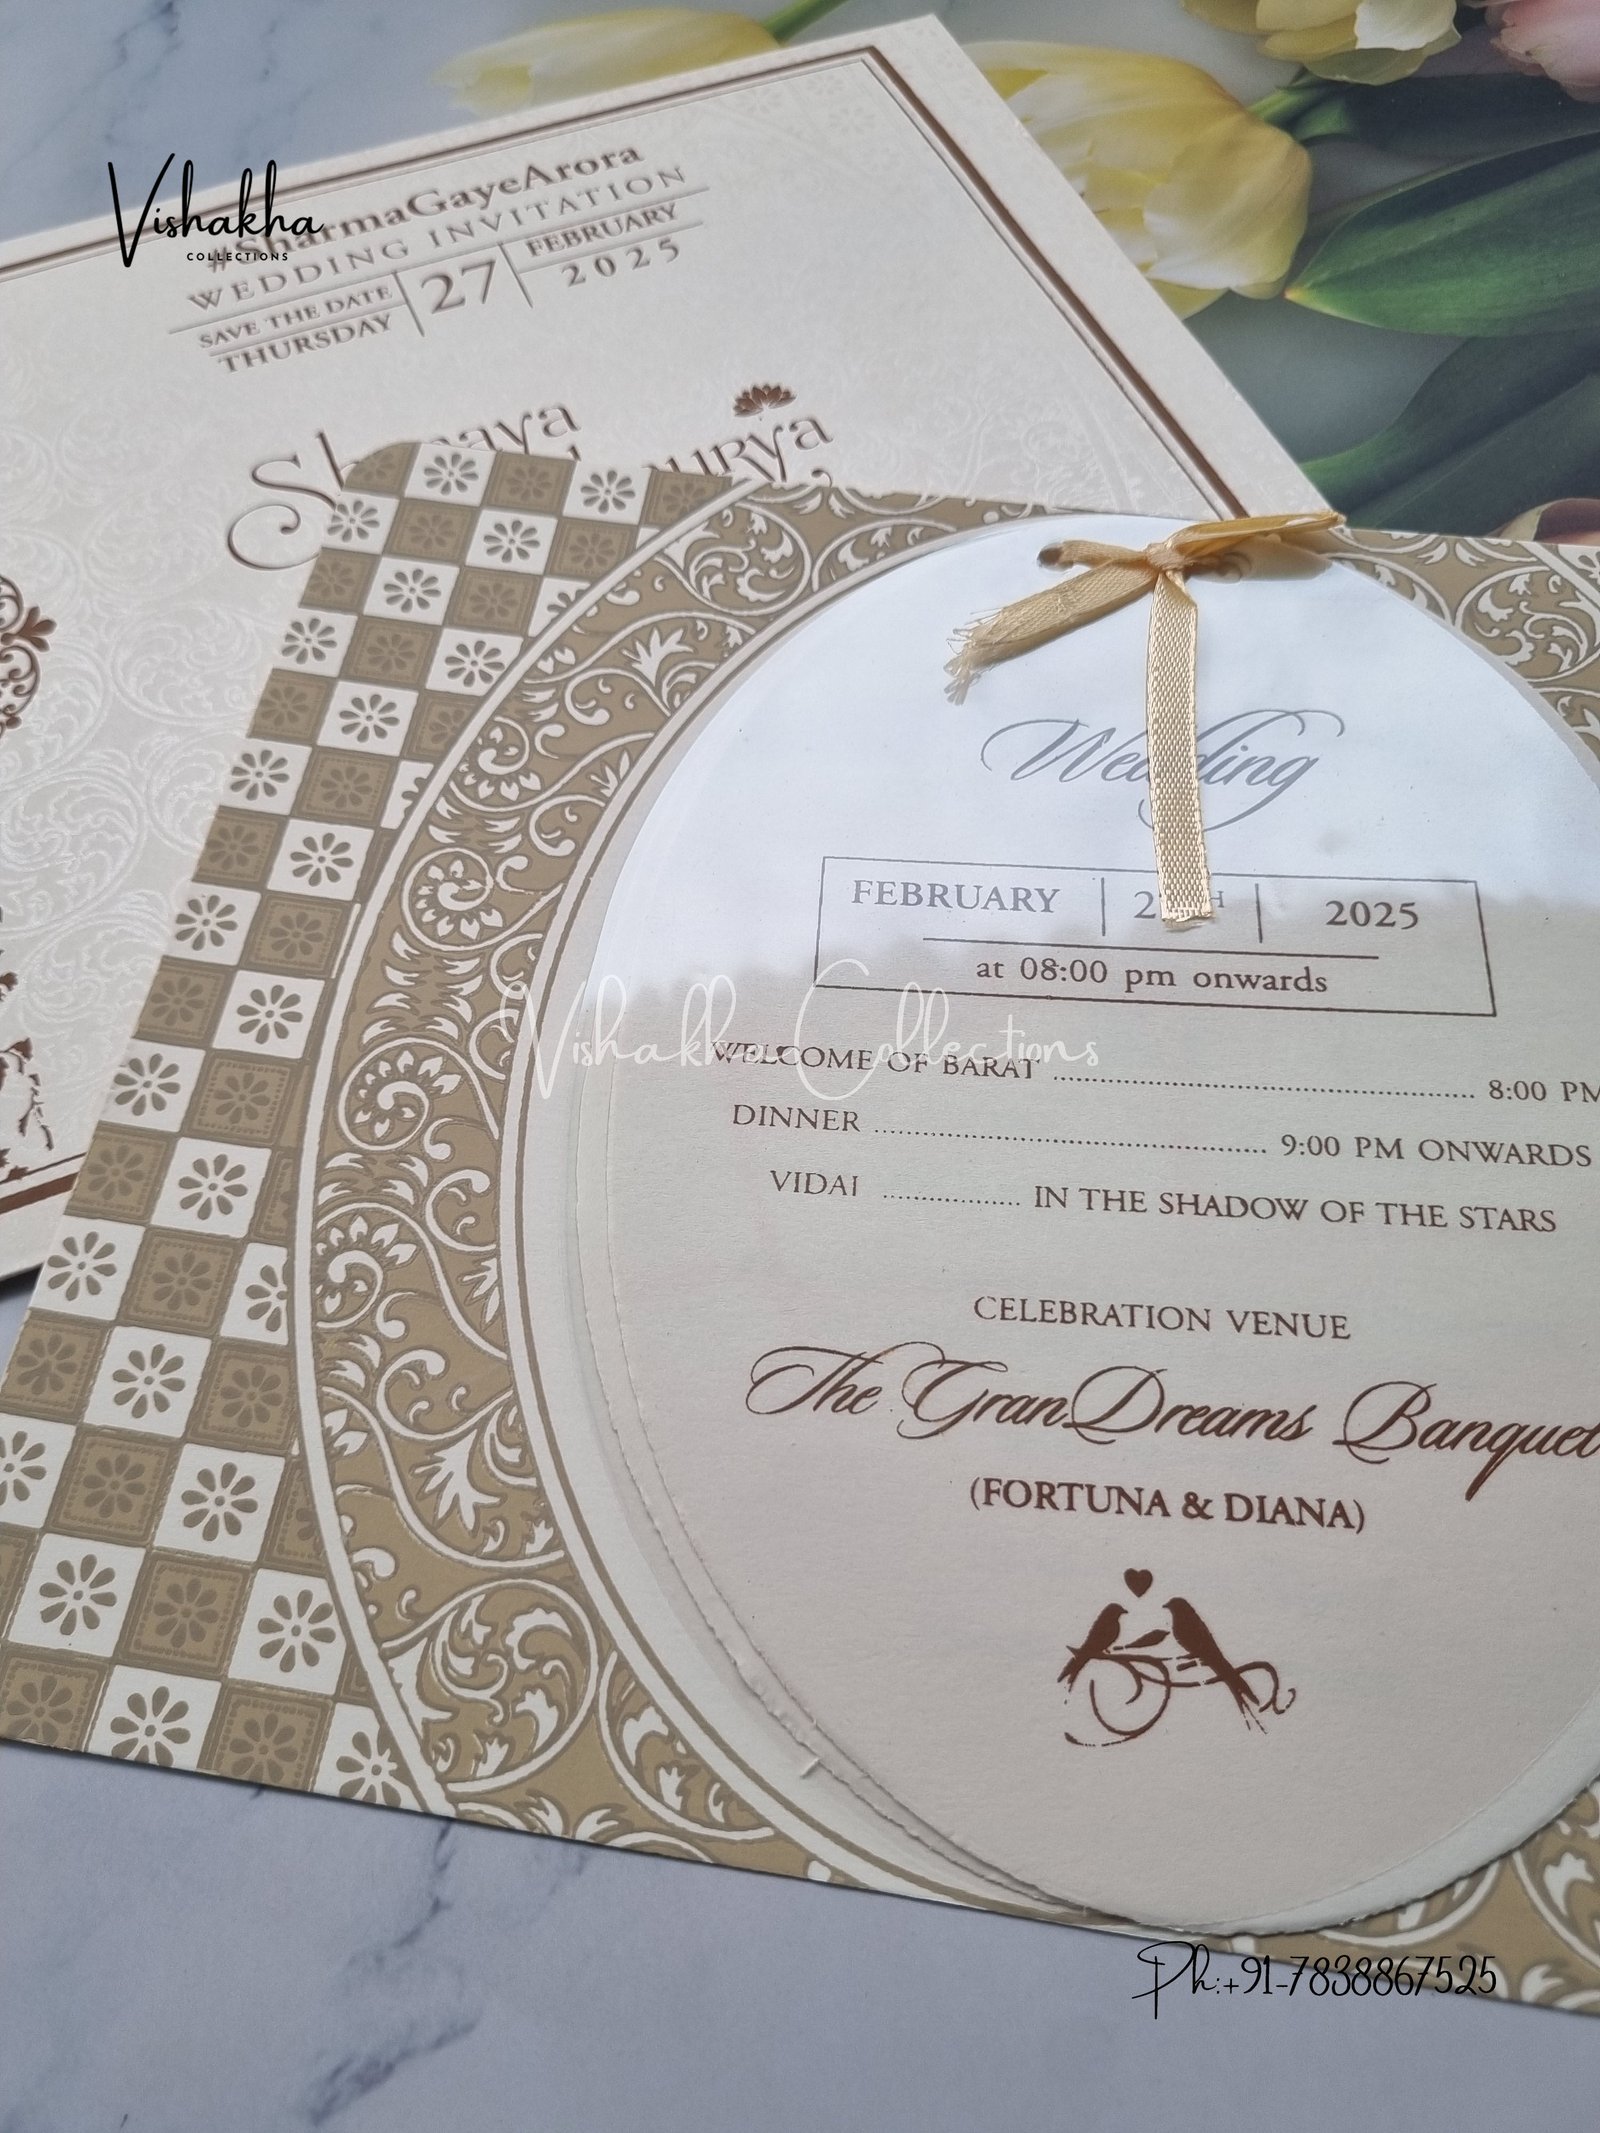 Vishakha
COLLECTIONS
#SharmaGayeArora
WEDDING INVITATION
SAVE THE DATE
THURSDAY
27
FEBRUARY
2025
Wedding
FEBRUARY 2025
at 08:00 pm onwards
Vishakha Collections
WELCOME OF BARAT ........ 8:00 PM
DINNER ........ 9:00 PM ONWARDS
VIDAI ........ IN THE SHADOW OF THE STARS
CELEBRATION VENUE
The GranDreams Banquet
(FORTUNA & DIANA)
Ph:+91-7838867525